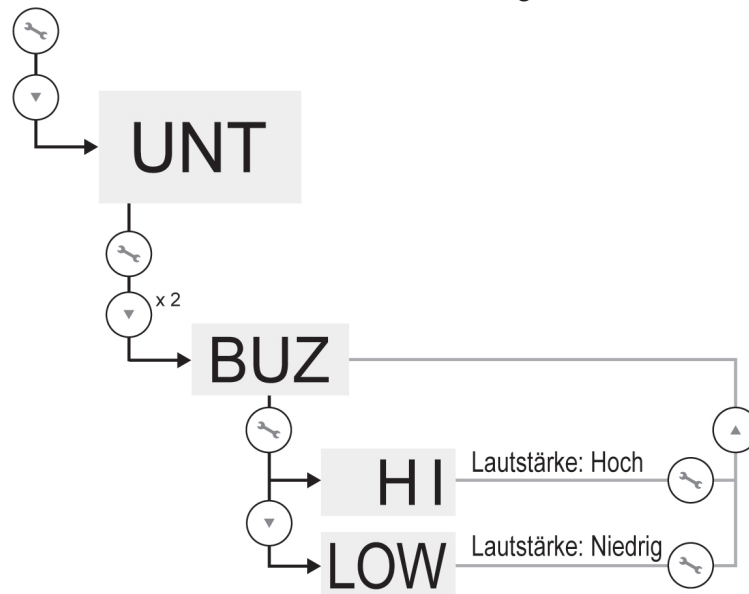 UNT
x 2
BUZ
HI
Lautstärke: Hoch
LOW
Lautstärke: Niedrig